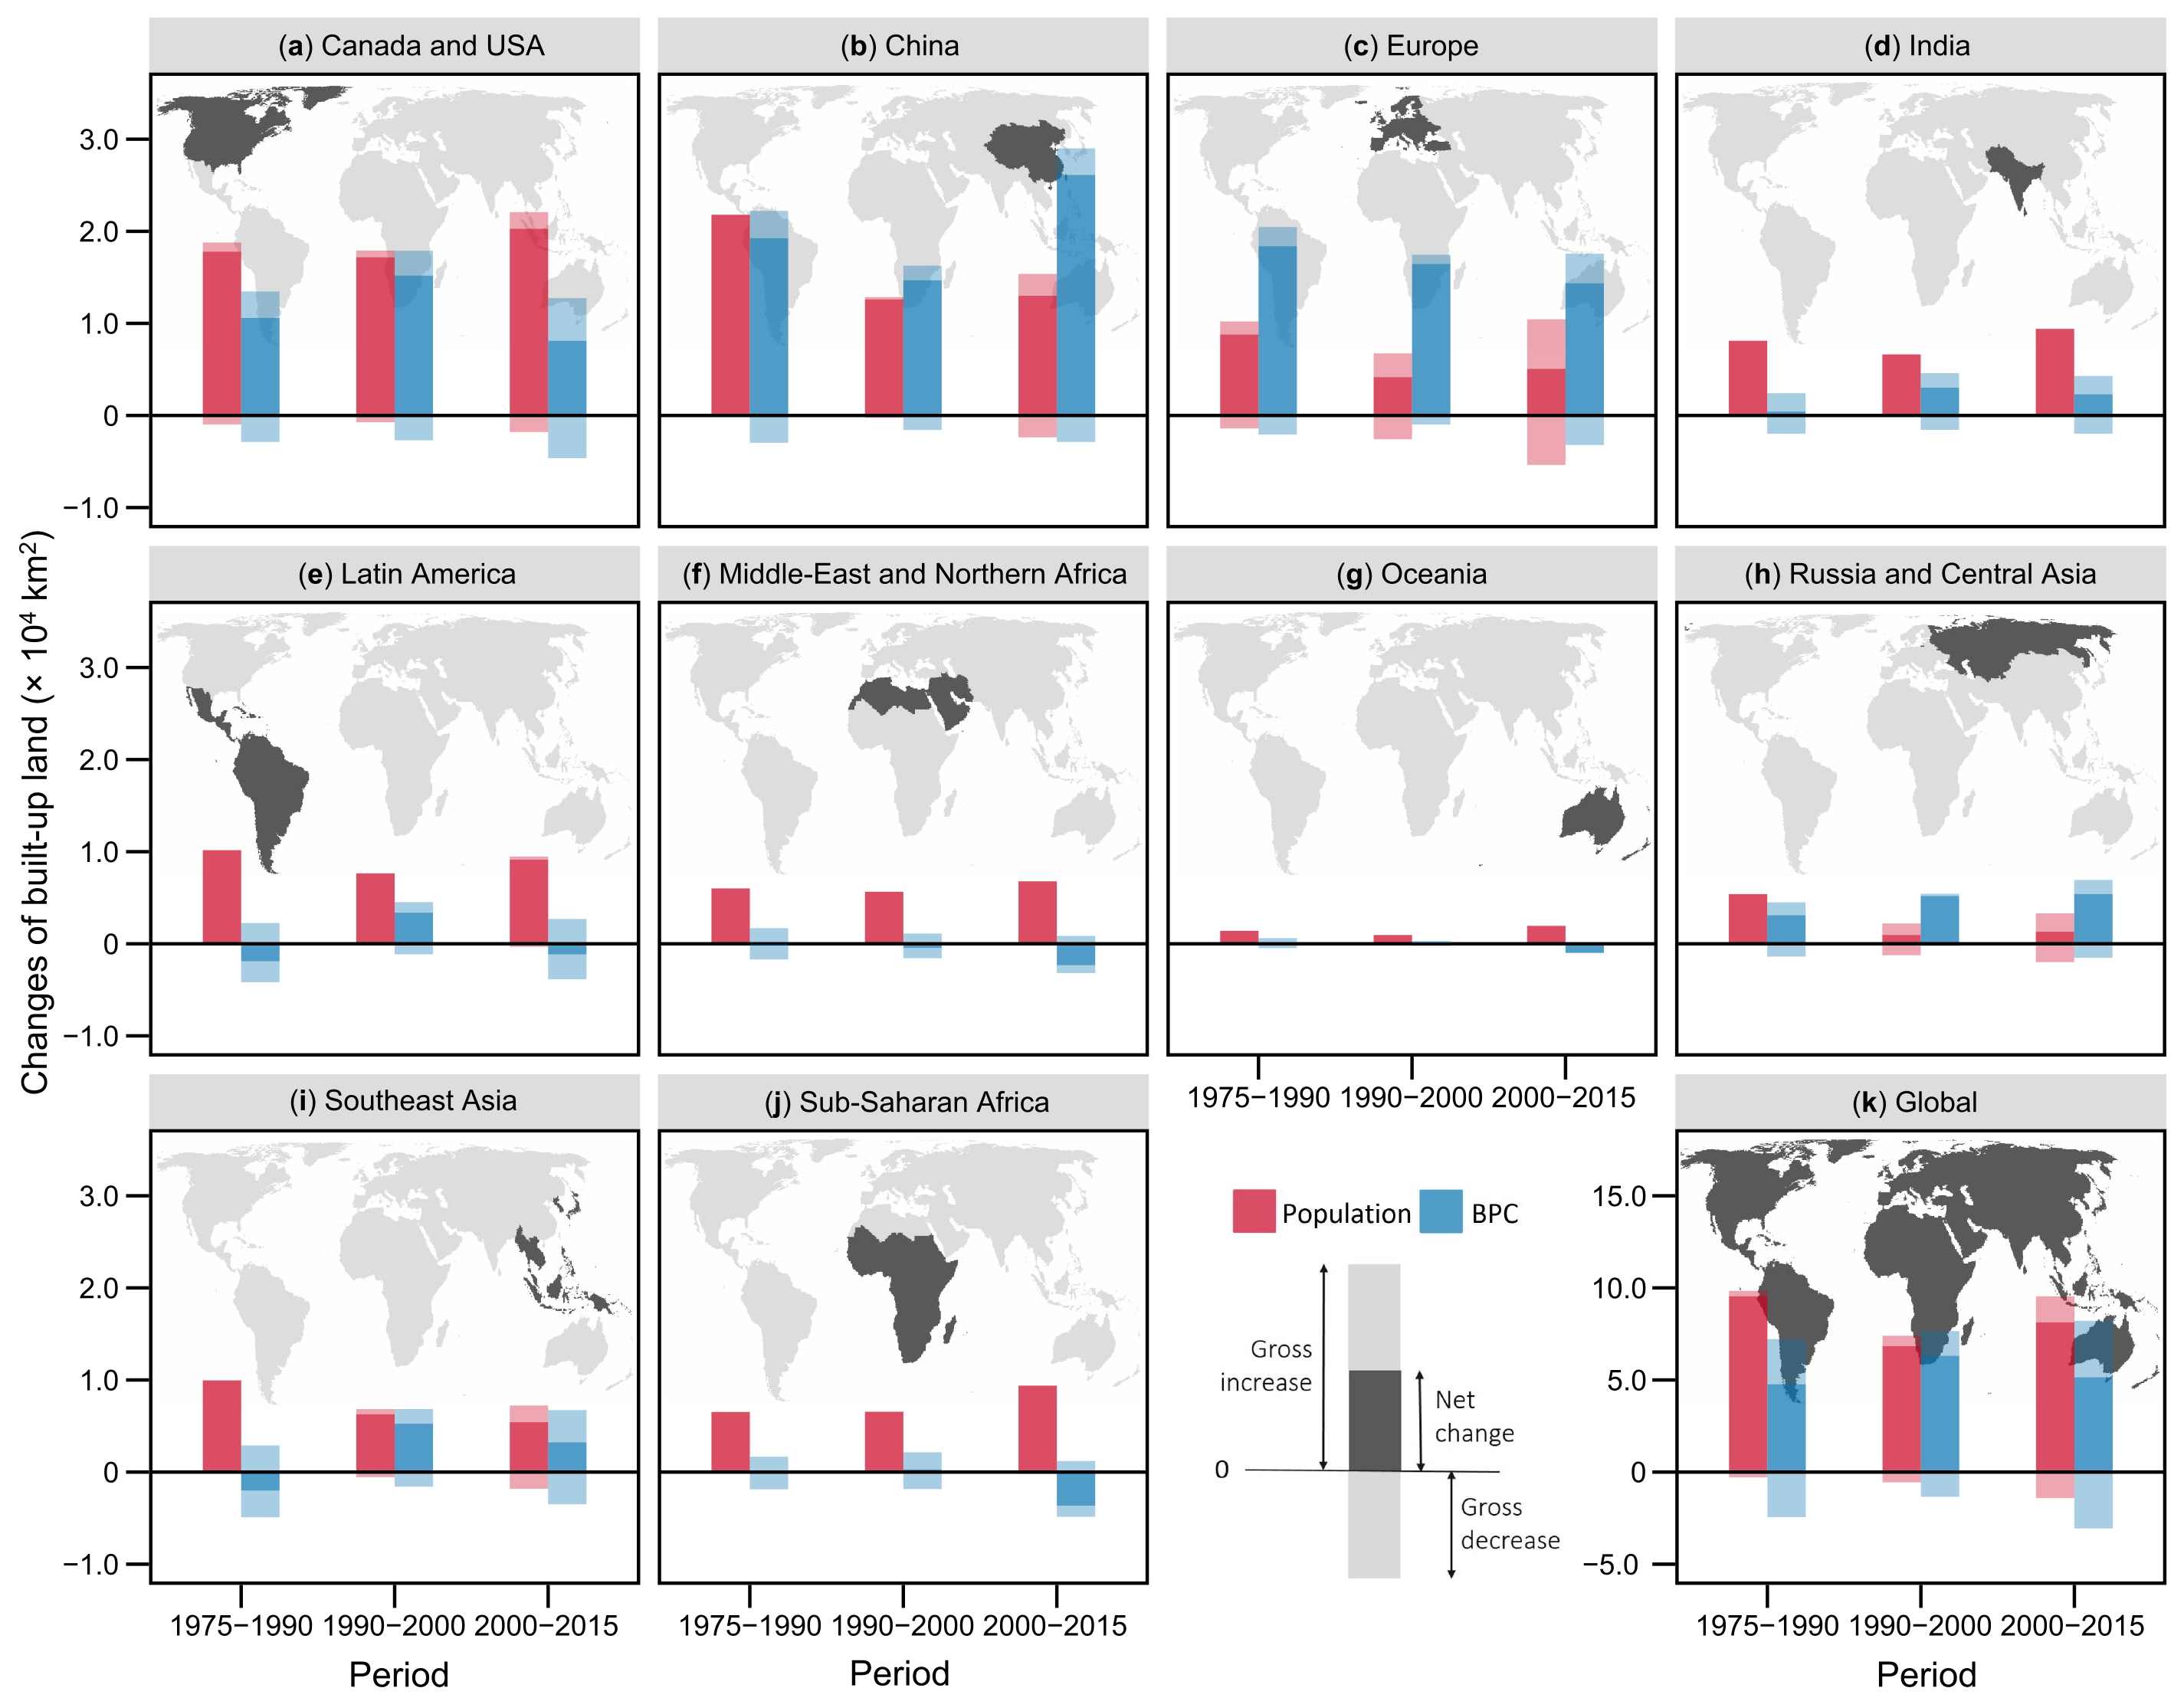 (a) Canada and USA
(b) China
(c) Europe
(d) India
3.0
2.0
1.0
0
−1.0
Changes of built-up land (× 10⁴ km²)
(e) Latin America
(f) Middle-East and Northern Africa
(g) Oceania
(h) Russia and Central Asia
3.0
2.0
1.0
0
−1.0
1975−1990 1990−2000 2000−2015
(i) Southeast Asia
(j) Sub-Saharan Africa
(k) Global
3.0
2.0
1.0
0
−1.0
Population BPC
Gross
increase
Net
change
0
Gross
decrease
15.0
10.0
5.0
0
−5.0
1975−1990 1990−2000 2000−2015
1975−1990 1990−2000 2000−2015
1975−1990 1990−2000 2000−2015
Period
Period
Period